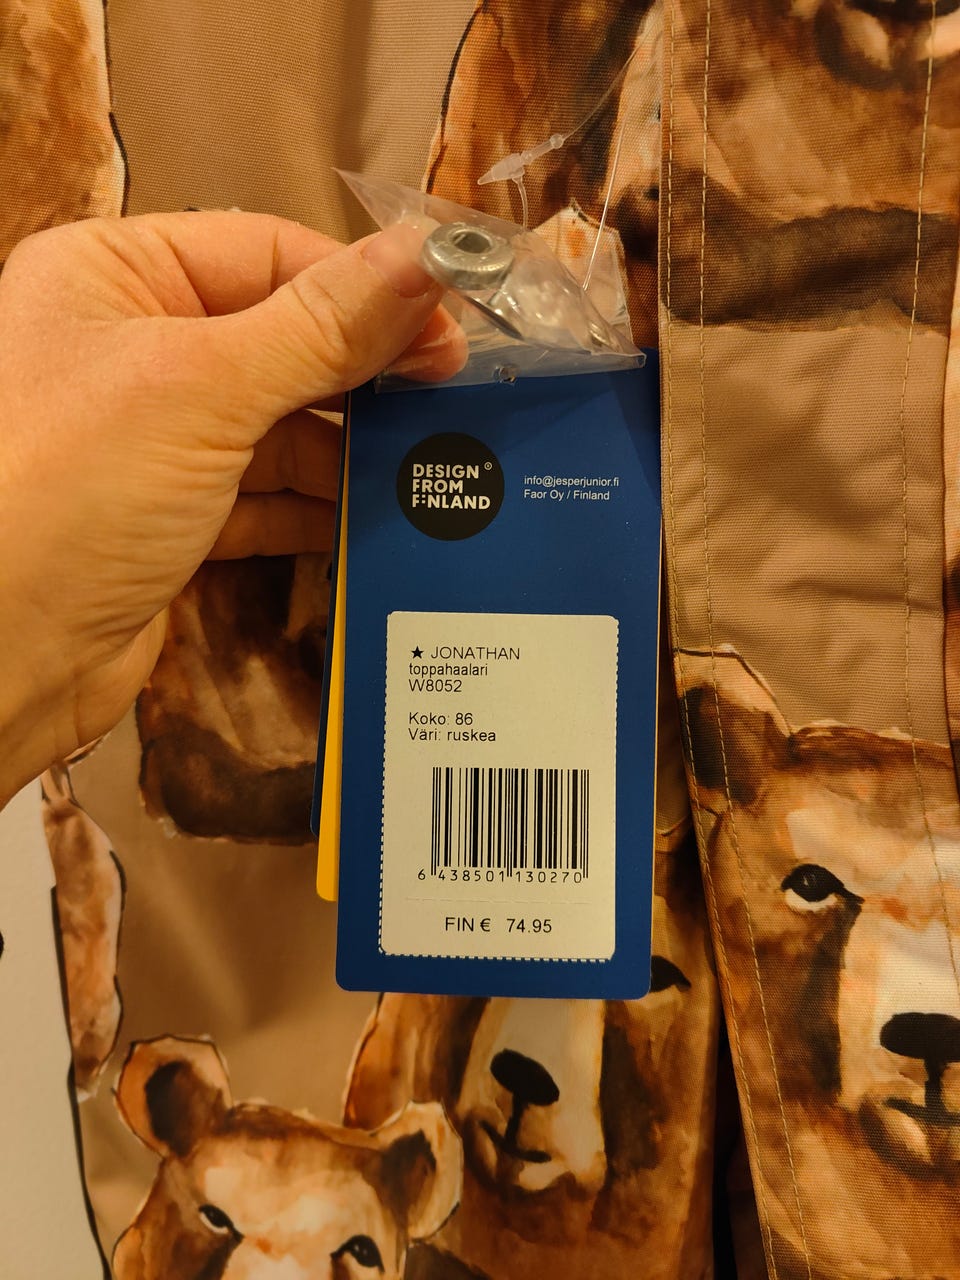 DESIGN ®
FROM
FINLAND
info@jesperjunior.fi
Faor Oy / Finland
★ JONATHAN
toppahaalari
W8052
Koko: 86
Väri: ruskea
6 438501 130270
FIN € 74.95